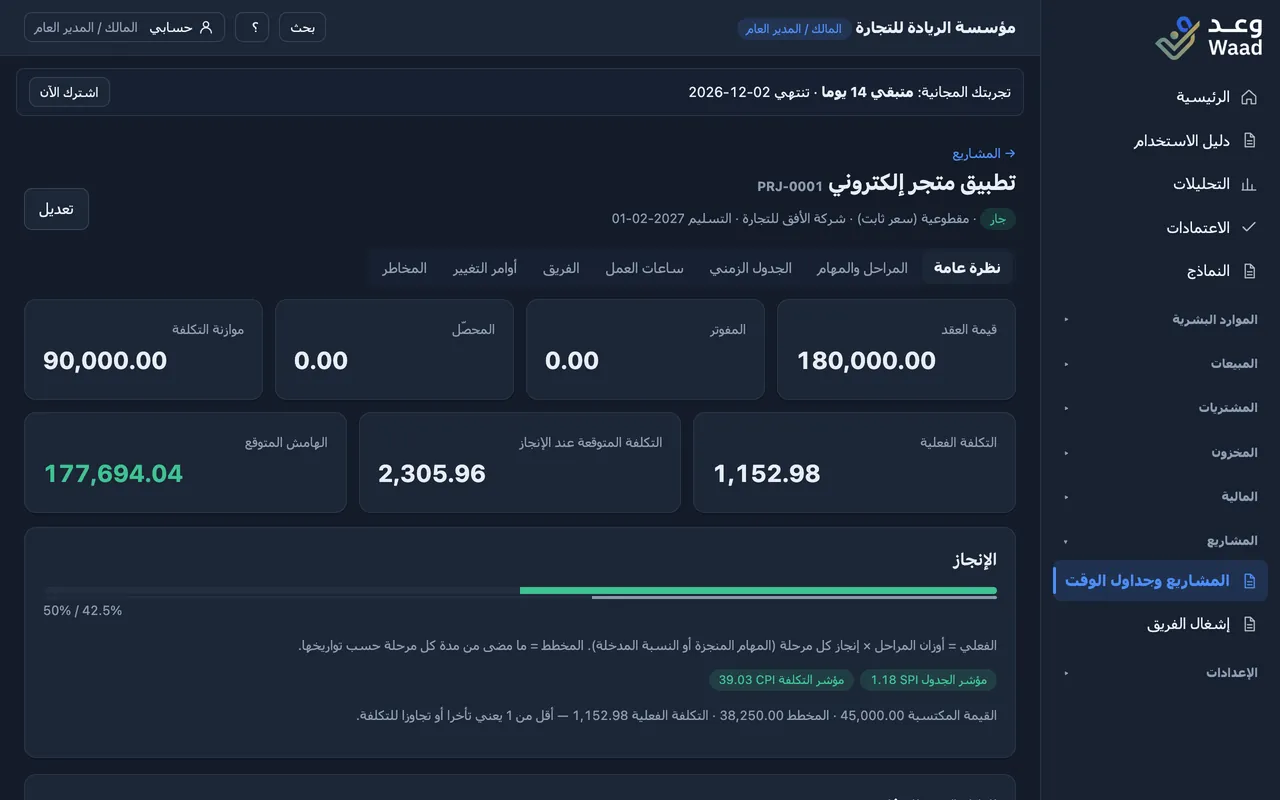 وعد
Waad
الرئيسية
دليل الاستخدام
التحليلات
الاعتمادات
النماذج
الموارد البشرية
المبيعات
المشتريات
المخزون
المالية
المشاريع
المشاريع وجداول الوقت
إشغال الفريق
الإعدادات
مؤسسة الريادة للتجارة المالك / المدير العام
بحث
؟
حسابي المالك / المدير العام
تجربتك المجانية: متبقي 14 يوما · تنتهي 02-12-2026
اشترك الآن
→ المشاريع
تطبيق متجر إلكتروني PRJ-0001
تعديل
جار · مقطوعية (سعر ثابت) · شركة الأفق للتجارة · التسليم 2027-02-01
نظرة عامة المراحل والمهام الجدول الزمني ساعات العمل الفريق أوامر التغيير المخاطر
قيمة العقد
180,000.00
المفوتر
0.00
المحصّل
0.00
موازنة التكلفة
90,000.00
التكلفة الفعلية
1,152.98
التكلفة المتوقعة عند الإنجاز
2,305.96
الهامش المتوقع
177,694.04
الإنجاز
50% / 42.5%
الفعلي = أوزان المراحل × إنجاز كل مرحلة (المهام المنجزة أو النسبة المدخلة). المخطط = ما مضى من مدة كل مرحلة حسب تواريخها.
مؤشر الجدول SPI 1.18 مؤشر التكلفة CPI 39.03
القيمة المكتسبة 45,000.00 · المخطط 38,250.00 · التكلفة الفعلية 1,152.98 — أقل من 1 يعني تأخرا أو تجاوزا للتكلفة.